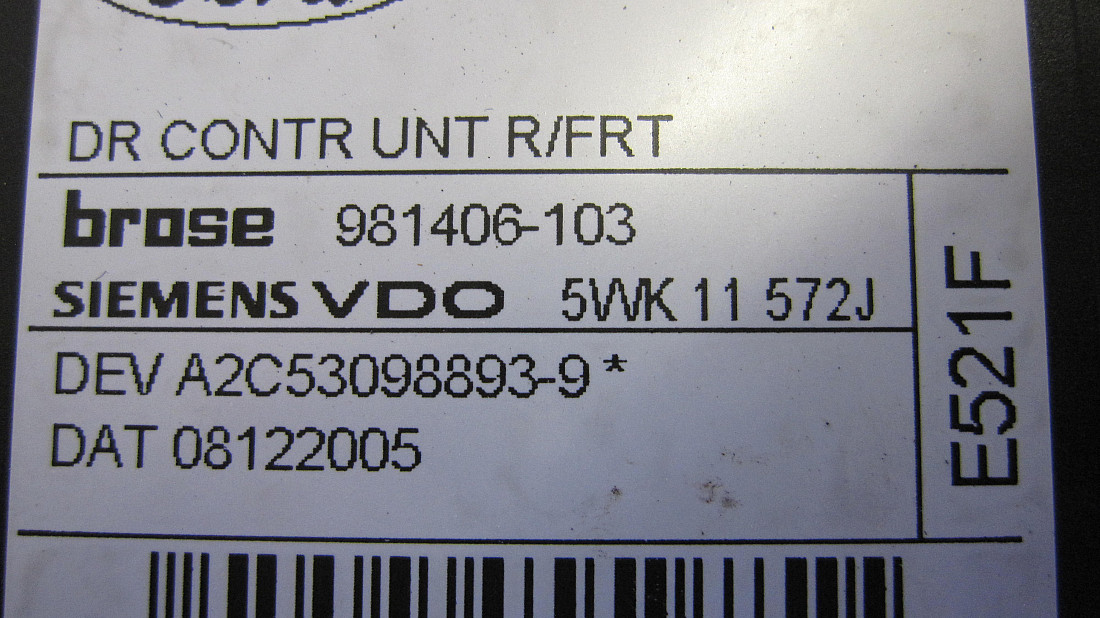 DR CONTR UNT R/FRT
brose 981406-103
SIEMENS VDO 5WK 11 572J
DEV A2C53098893-9 *
DAT 08122005
E521F